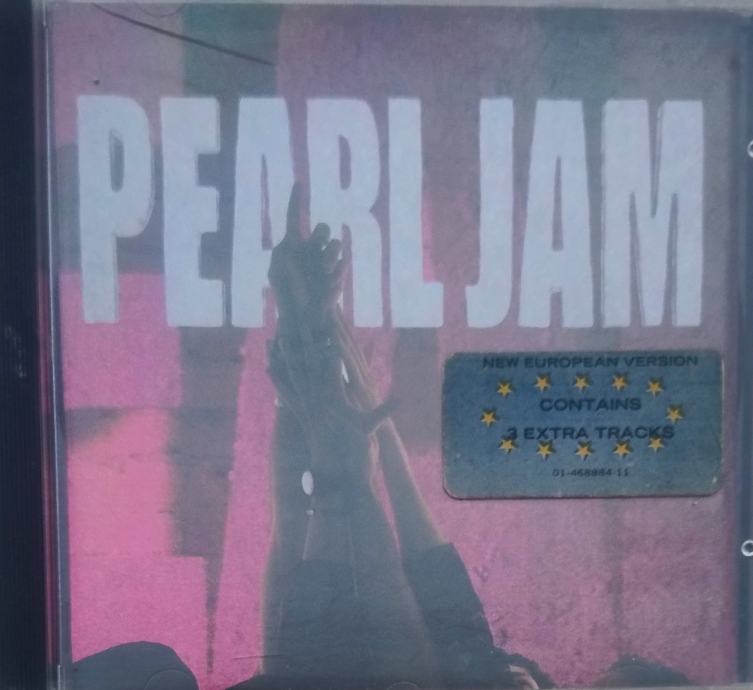 PEARL JAM
NEW EUROPEAN VERSION
CONTAINS
3 EXTRA TRACKS
01-468884-11